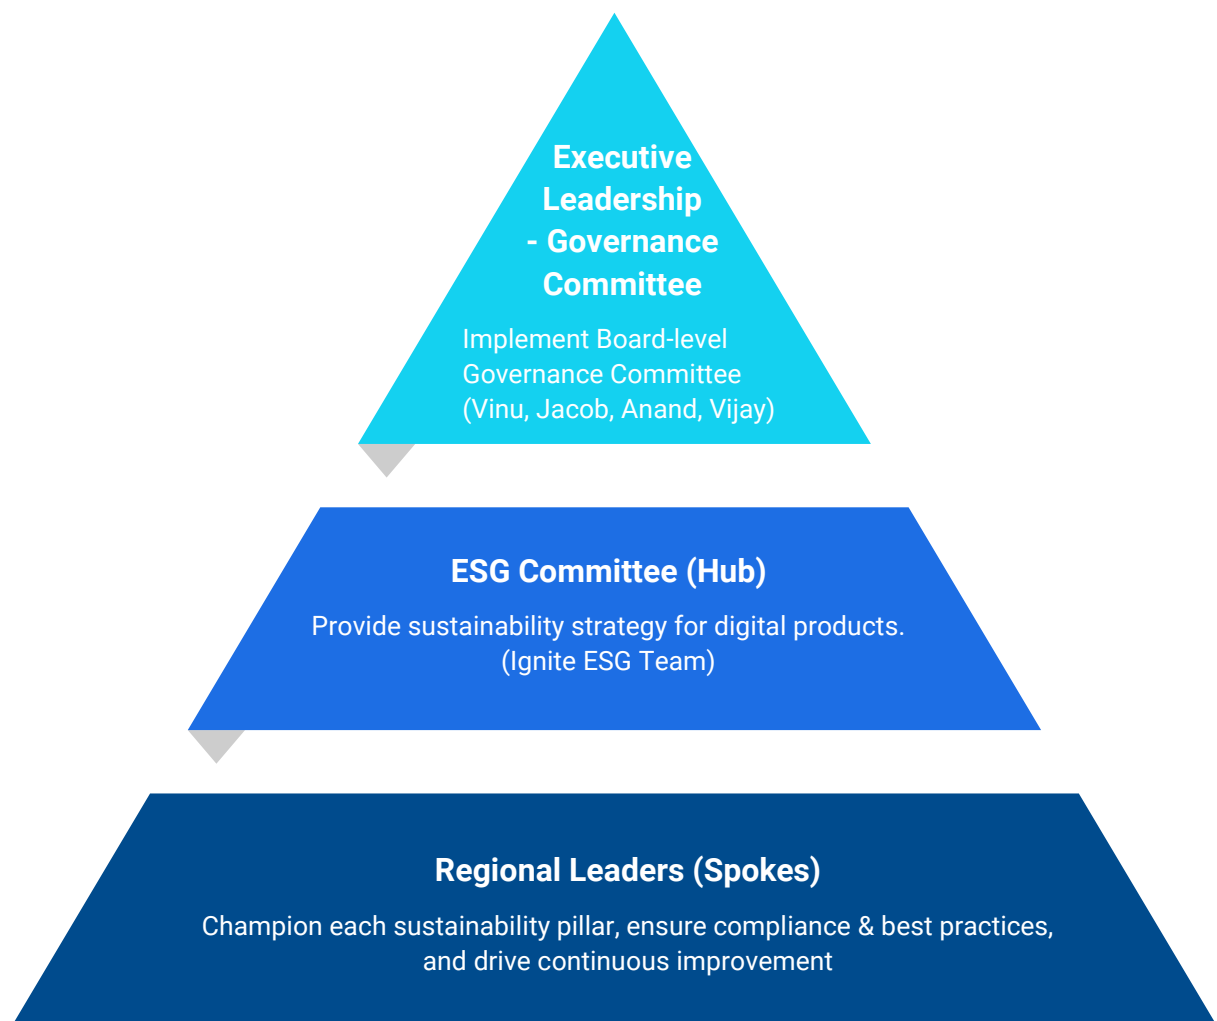 Executive
Leadership
- Governance
Committee
Implement Board-level
Governance Committee
(Vinu, Jacob, Anand, Vijay)
ESG Committee (Hub)
Provide sustainability strategy for digital products.
(Ignite ESG Team)
Regional Leaders (Spokes)
Champion each sustainability pillar, ensure compliance & best practices,
and drive continuous improvement